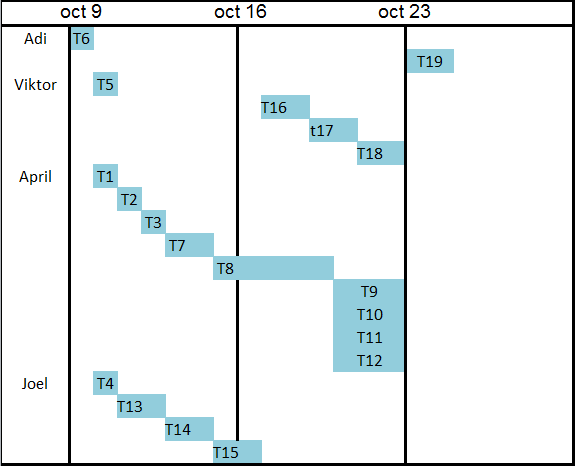 oct 9 oct 16 oct 23
Adi T6
T19
Viktor T5
T16
t17
T18
April T1
T2
T3
T7
T8
T9
T10
T11
T12
Joel T4
T13
T14
T15